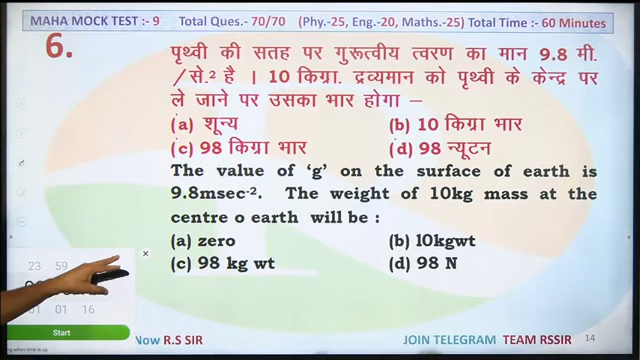 MAHA MOCK TEST :- 9 Total Ques.- 70/70 (Phy.-25, Eng.-20, Maths.-25) Total Time :- 60 Minutes
6.
पृथ्वी की सतह पर गुरूत्वीय त्वरण का मान 9.8 मी.
/से.² है । 10 किग्रा. द्रव्यमान को पृथ्वी के केन्द्र पर
ले जाने पर उसका भार होगा –
(a) शून्य (b) 10 किग्रा भार
(c) 98 किग्रा भार (d) 98 न्यूटन
The value of ‘g’ on the surface of earth is
9.8msec⁻². The weight of 10kg mass at the
centre o earth will be :
(a) zero (b) 10kgwt
(c) 98 kg wt (d) 98 N
23 59
01 01 16
Start
Now R.S SIR JOIN TELEGRAM TEAM RSSIR 14